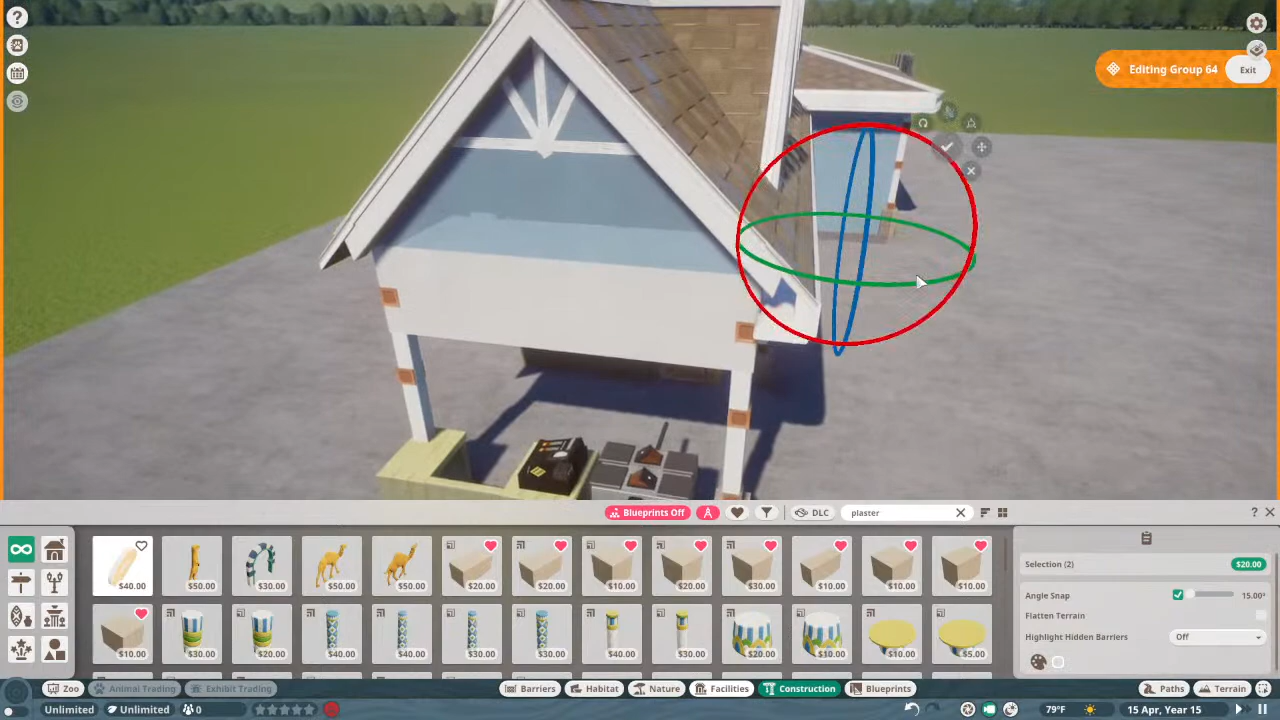 ?
Editing Group 64
Exit
Blueprints Off
DLC
plaster
?
$40.00
$50.00
$30.00
$50.00
$50.00
$20.00
$20.00
$10.00
$20.00
$30.00
$10.00
$10.00
$10.00
$10.00
$30.00
$20.00
$40.00
$40.00
$30.00
$30.00
$40.00
$30.00
$20.00
$10.00
$10.00
$5.00
Selection (2)
$20.00
Angle Snap
15.00°
Flatten Terrain
Highlight Hidden Barriers
Off
Zoo
Animal Trading
Exhibit Trading
Barriers
Habitat
Nature
Facilities
Construction
Blueprints
Paths
Terrain
Unlimited
Unlimited
0
79°F
15 Apr, Year 15